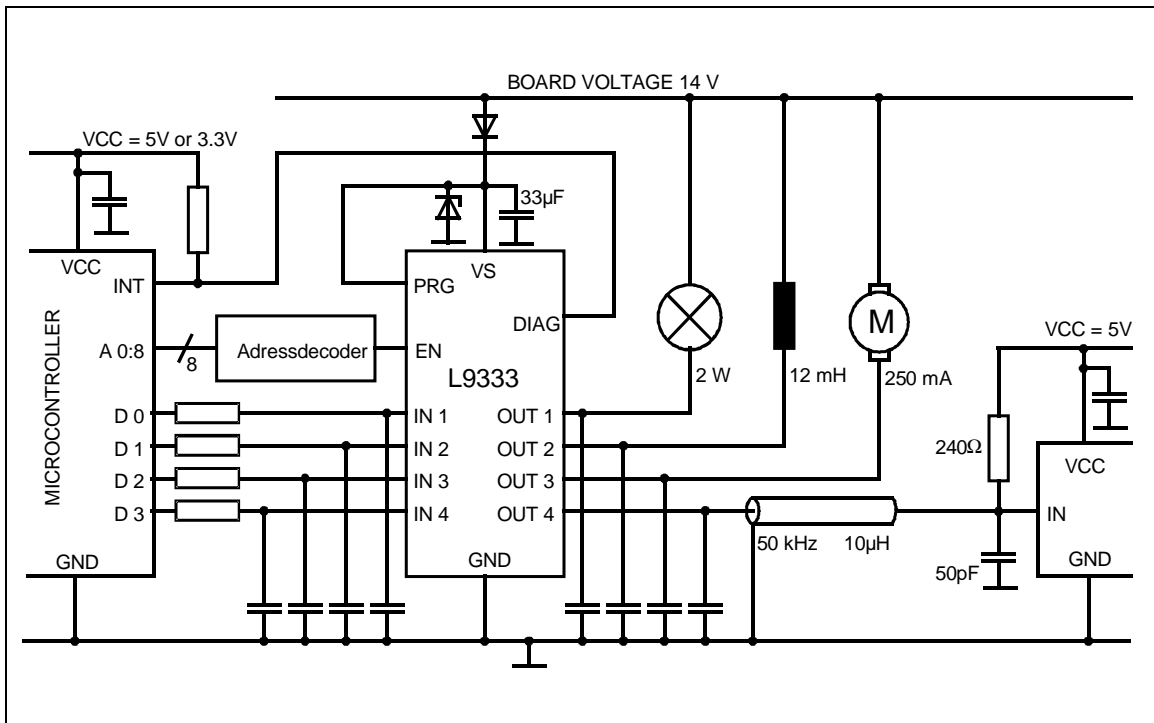 BOARD VOLTAGE 14 V
VCC = 5V or 3.3V
33µF
VCC
INT
MICROCONTROLLER
A 0:8
8
Adressdecoder
D 0
D 1
D 2
D 3
GND
VS
PRG
DIAG
EN
L9333
IN 1
OUT 1
IN 2
OUT 2
IN 3
OUT 3
IN 4
OUT 4
GND
2 W
12 mH
M
250 mA
VCC = 5V
240Ω
VCC
IN
50 kHz
10µH
50pF
GND